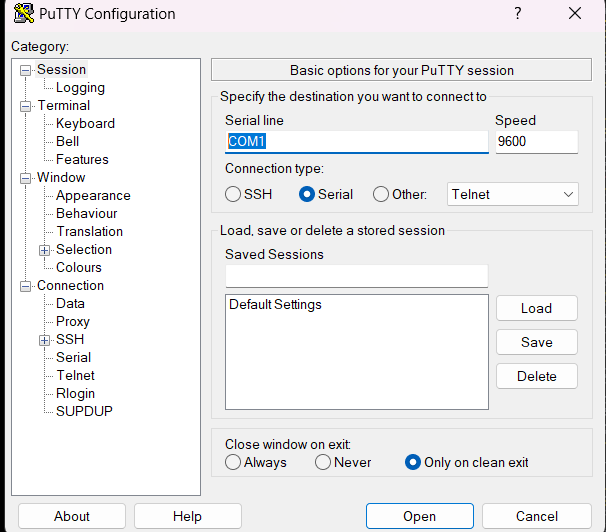 PuTTY Configuration ? ×
Category:
Session
Logging
Terminal
Keyboard
Bell
Features
Window
Appearance
Behaviour
Translation
Selection
Colours
Connection
Data
Proxy
SSH
Serial
Telnet
Rlogin
SUPDUP
Basic options for your PuTTY session
Specify the destination you want to connect to
Serial line Speed
COM1 9600
Connection type:
SSH Serial Other: Telnet
Load, save or delete a stored session
Saved Sessions
Default Settings
Load
Save
Delete
Close window on exit:
Always Never Only on clean exit
About Help Open Cancel